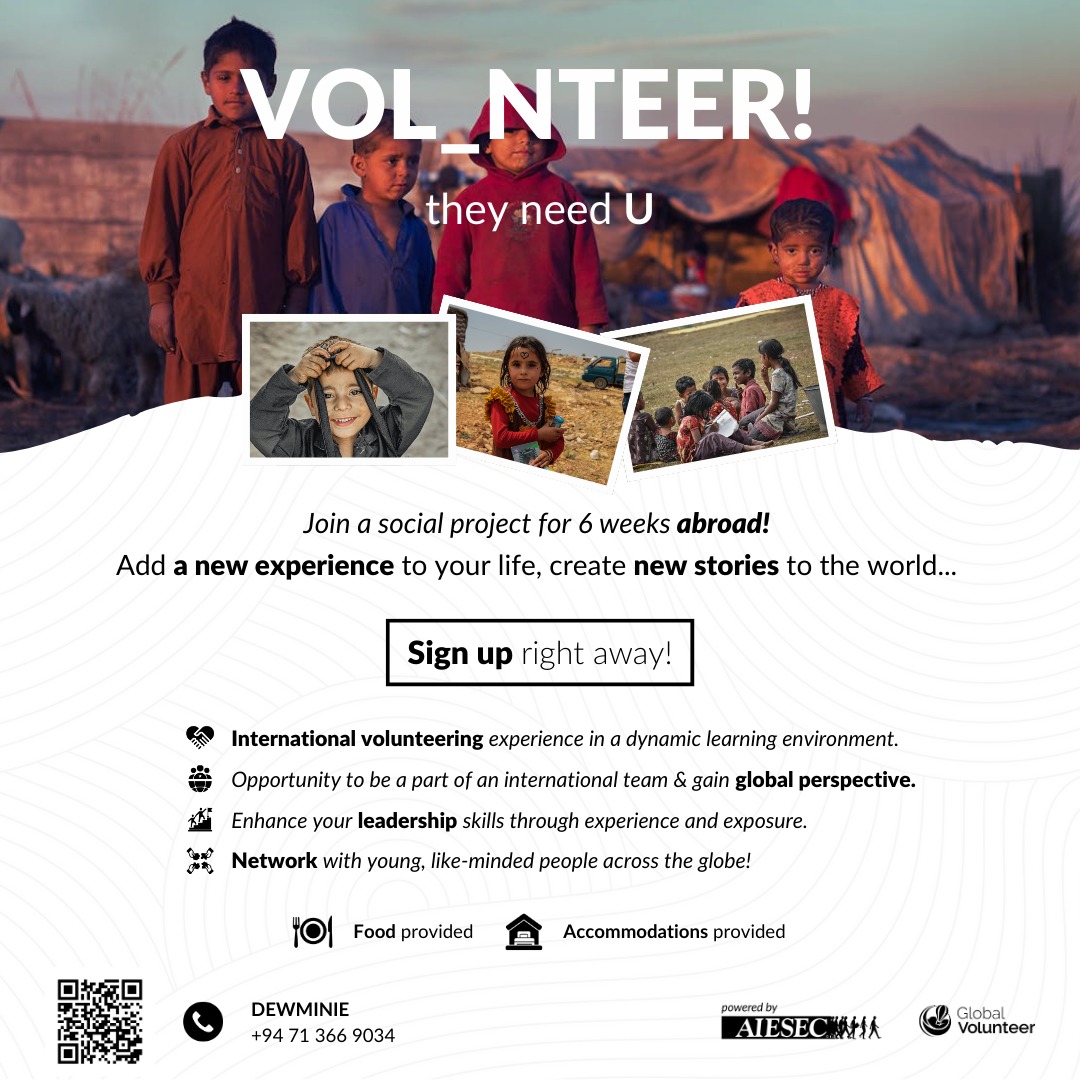 VOL_NTEER!
they need U
Join a social project for 6 weeks abroad!
Add a new experience to your life, create new stories to the world...
Sign up right away!
International volunteering experience in a dynamic learning environment.
Opportunity to be a part of an international team & gain global perspective.
Enhance your leadership skills through experience and exposure.
Network with young, like-minded people across the globe!
Food provided
Accommodations provided
DEWMINIE
+94 71 366 9034
powered by
AIESEC
Global
Volunteer